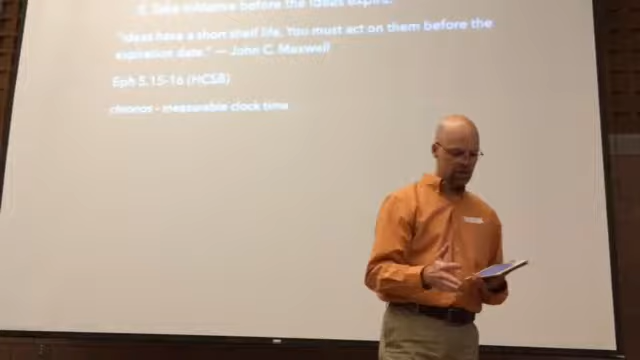 8. Take initiative before the ideas expire.
"Ideas have a short shelf life. You must act on them before the
expiration date." — John C. Maxwell
Eph 5.15-16 (HCSB)
chronos - measurable clock time